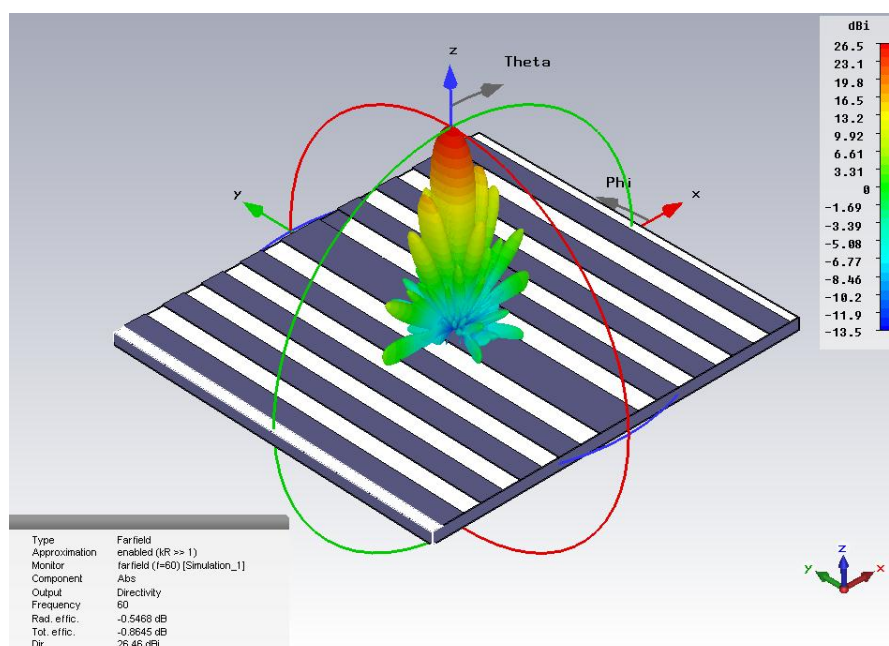 dBi
26.5
23.1
19.8
16.5
13.2
9.92
6.61
3.31
0
-1.69
-3.39
-5.08
-6.77
-8.46
-10.2
-11.9
-13.5
z
Theta
y
Phi
x
Type Farfield
Approximation enabled (kR >> 1)
Monitor farfield (f=60) [Simulation_1]
Component Abs
Output Directivity
Frequency 60
Rad. effic. -0.5468 dB
Tot. effic. -0.8645 dB
Dir. 26.46 dBi
z
y
x